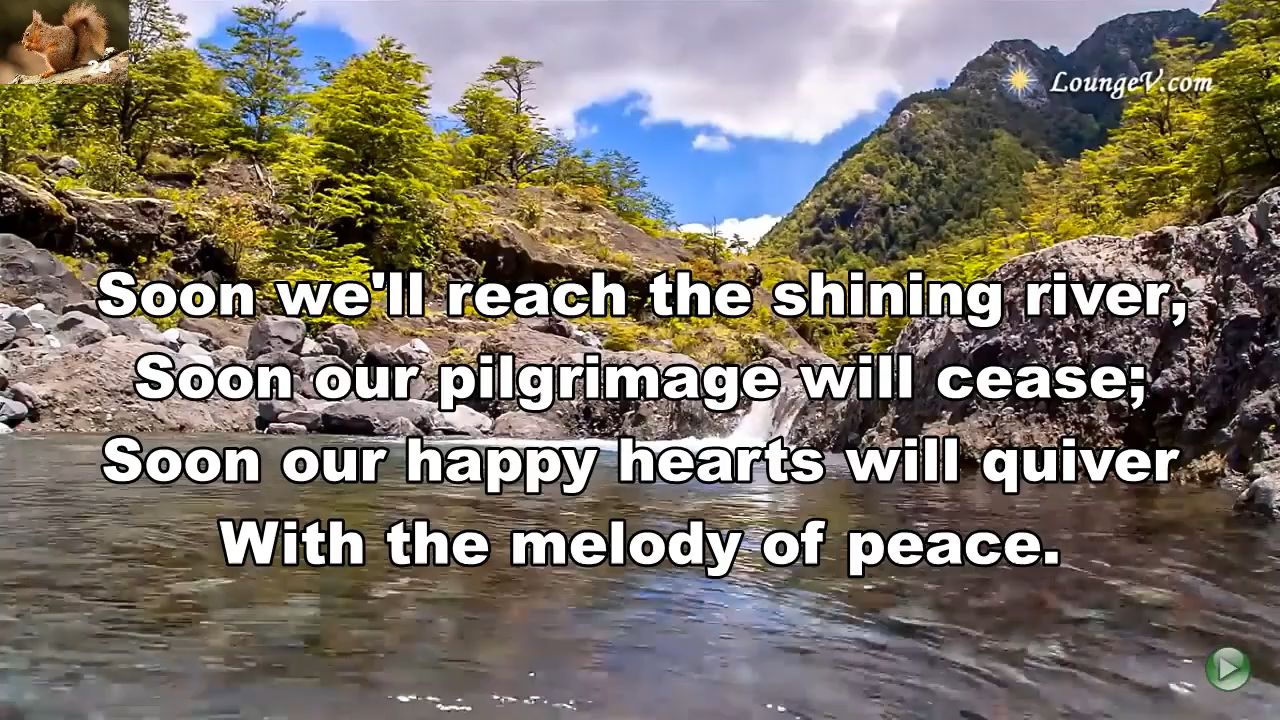 24
LoungeV.com
Soon we'll reach the shining river,
Soon our pilgrimage will cease;
Soon our happy hearts will quiver
With the melody of peace.